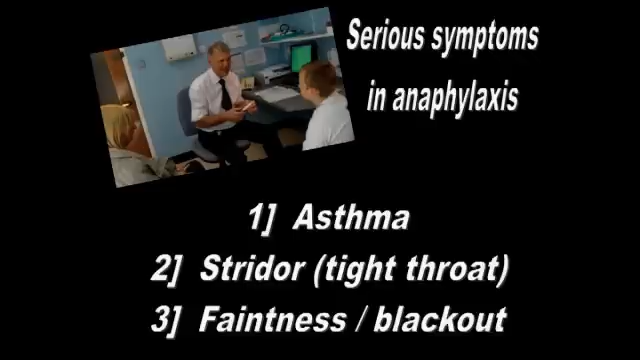 Serious symptoms
in anaphylaxis
1] Asthma
2] Stridor (tight throat)
3] Faintness / blackout